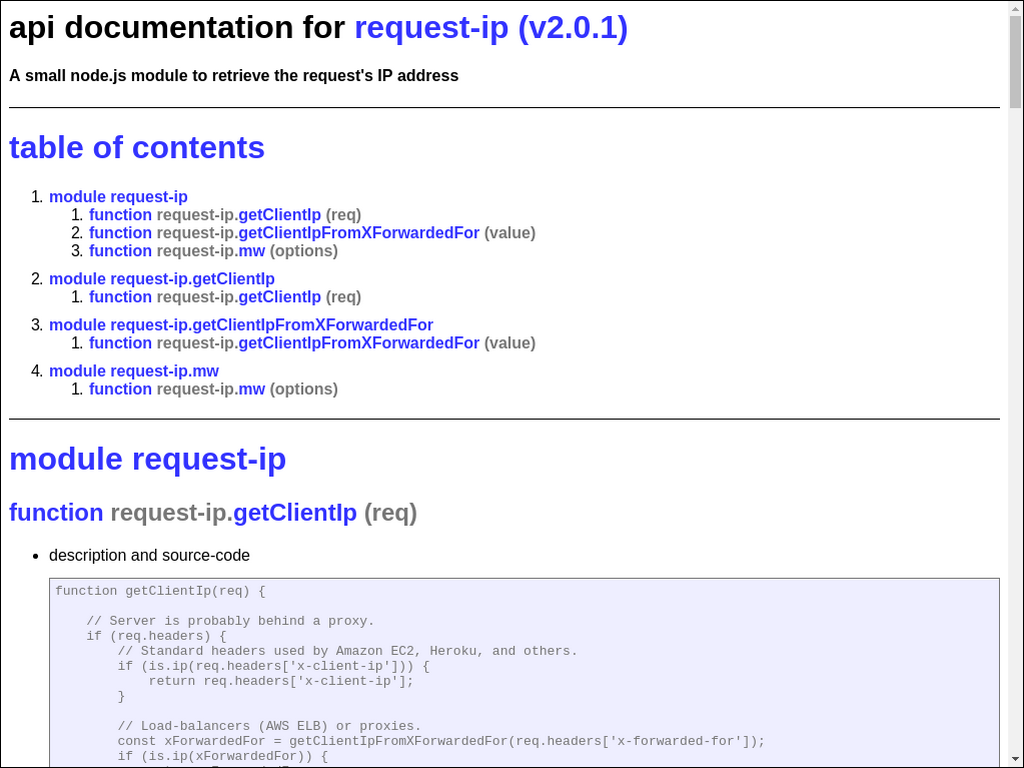 api documentation for request-ip (v2.0.1)
A small node.js module to retrieve the request's IP address
table of contents
1. module request-ip
1. function request-ip.getClientIp (req)
2. function request-ip.getClientIpFromXForwardedFor (value)
3. function request-ip.mw (options)
2. module request-ip.getClientIp
1. function request-ip.getClientIp (req)
3. module request-ip.getClientIpFromXForwardedFor
1. function request-ip.getClientIpFromXForwardedFor (value)
4. module request-ip.mw
1. function request-ip.mw (options)
module request-ip
function request-ip.getClientIp (req)
• description and source-code
function getClientIp(req) {
// Server is probably behind a proxy.
if (req.headers) {
// Standard headers used by Amazon EC2, Heroku, and others.
if (is.ip(req.headers['x-client-ip'])) {
return req.headers['x-client-ip'];
}
// Load-balancers (AWS ELB) or proxies.
const xForwardedFor = getClientIpFromXForwardedFor(req.headers['x-forwarded-for']);
if (is.ip(xForwardedFor)) {